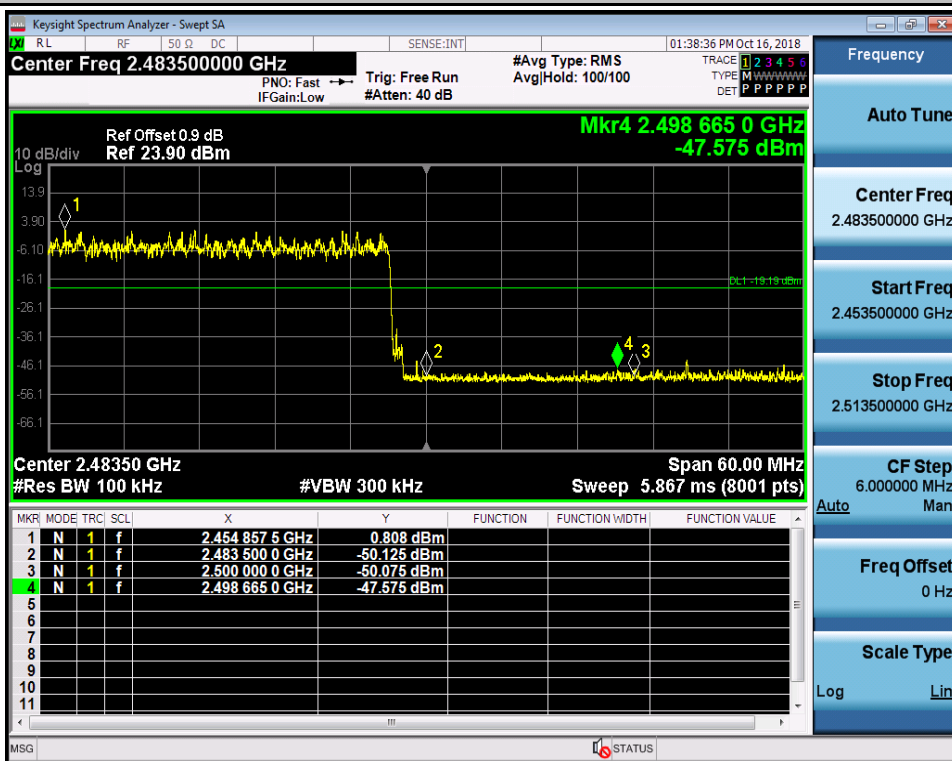 Keysight Spectrum Analyzer - Swept SA
LXI RL RF 50 Ω DC SENSE:INT 01:38:36 PM Oct 16, 2018
Center Freq 2.483500000 GHz
PNO: Fast
IFGain:Low
Trig: Free Run
#Atten: 40 dB
#Avg Type: RMS
Avg|Hold: 100/100
TRACE 1 2 3 4 5 6
TYPE M WWWWW
DET P P P P P P
Mkr4 2.498 665 0 GHz
-47.575 dBm
Ref Offset 0.9 dB
10 dB/div Ref 23.90 dBm
Log
13.9
3.90
-6.10
-16.1
-26.1
-36.1
-46.1
-56.1
-66.1
1
2
4
3
DL1 -19.19 dBm
Center 2.48350 GHz Span 60.00 MHz
#Res BW 100 kHz #VBW 300 kHz Sweep 5.867 ms (8001 pts)
MKR MODE TRC SCL X Y FUNCTION FUNCTION WIDTH FUNCTION VALUE
1 N 1 f 2.454 857 5 GHz 0.808 dBm
2 N 1 f 2.483 500 0 GHz -50.125 dBm
3 N 1 f 2.500 000 0 GHz -50.075 dBm
4 N 1 f 2.498 665 0 GHz -47.575 dBm
5
6
7
8
9
10
11
MSG STATUS
Frequency
Auto Tune
Center Freq
2.483500000 GHz
Start Freq
2.453500000 GHz
Stop Freq
2.513500000 GHz
CF Step
6.000000 MHz
Auto Man
Freq Offset
0 Hz
Scale Type
Log Lin